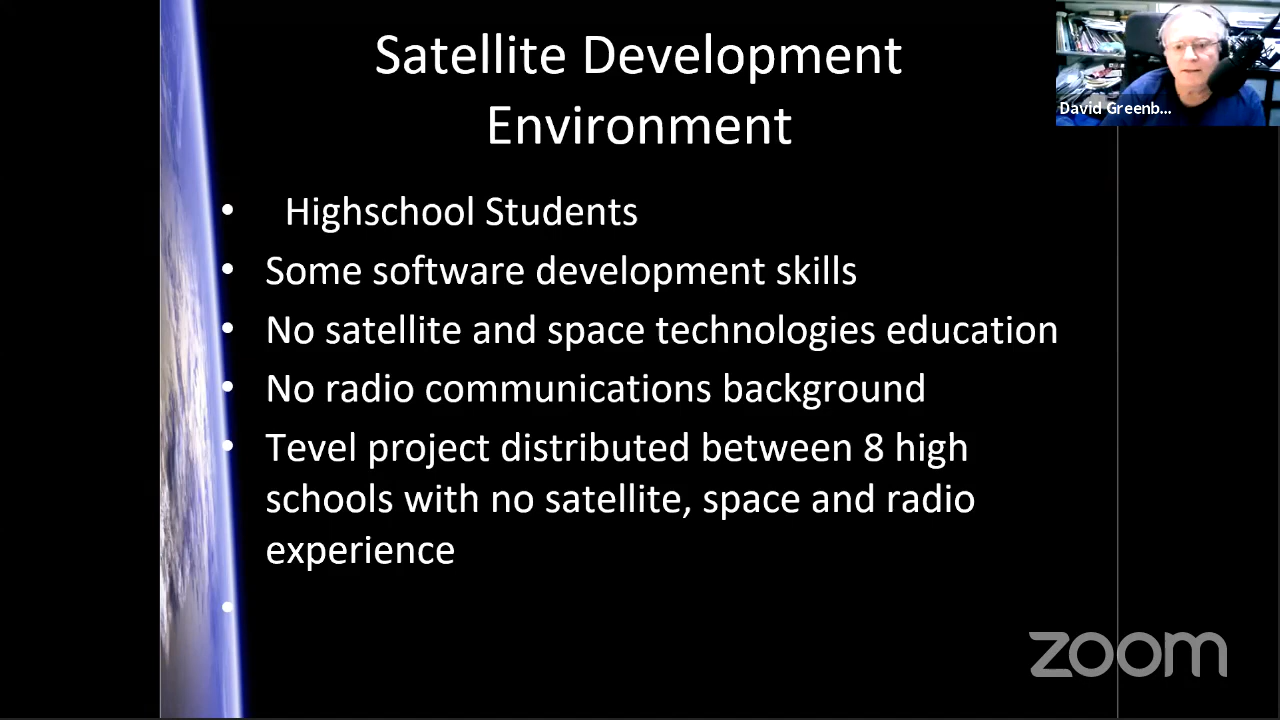 Satellite Development
Environment
David Greenb...
• Highschool Students
• Some software development skills
• No satellite and space technologies education
• No radio communications background
• Tevel project distributed between 8 high
schools with no satellite, space and radio
experience
•
zoom